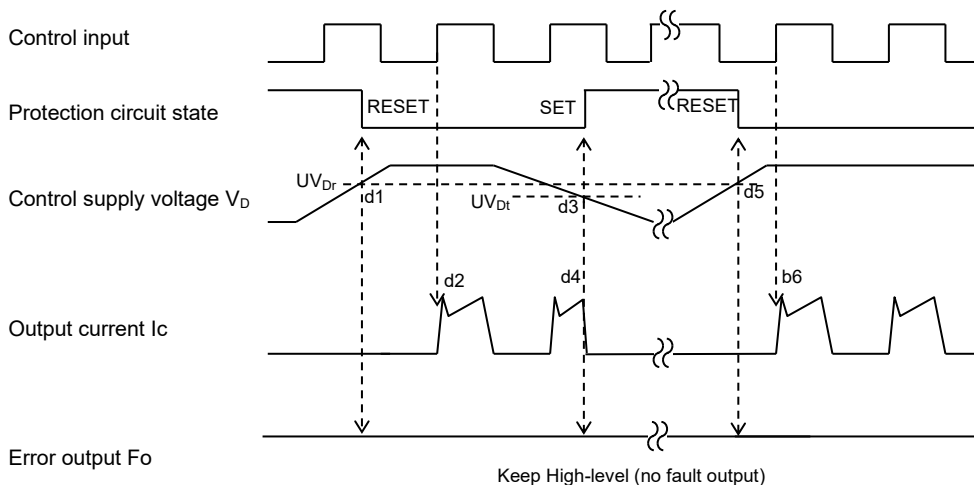 Control input
Protection circuit state
RESET
SET
RESET
Control supply voltage VD
UVDr
d1
UVDt
d3
d5
d2
d4
b6
Output current Ic
Error output Fo
Keep High-level (no fault output)